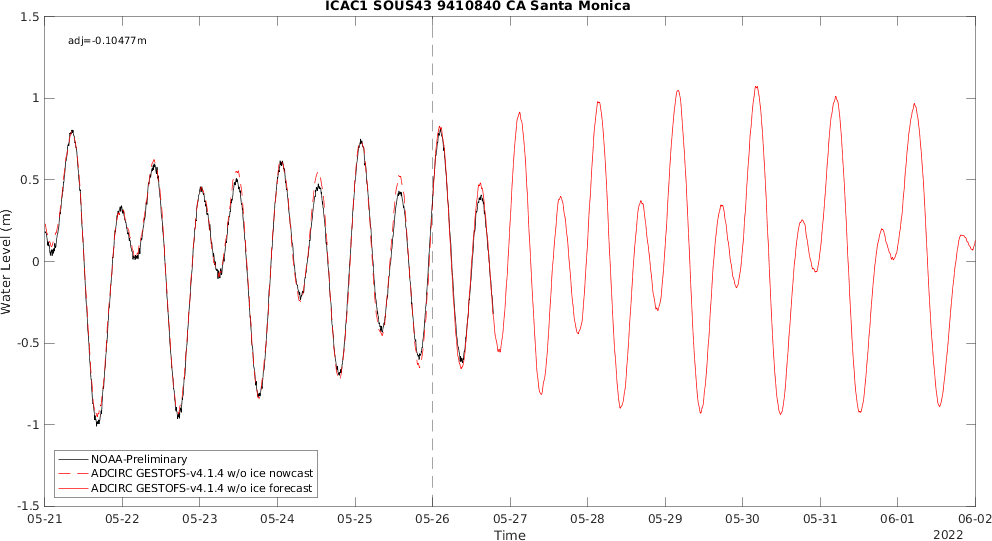 ICAC1 SOUS43 9410840 CA Santa Monica
adj=-0.10477m
1.5
1
0.5
0
-0.5
-1
-1.5
Water Level (m)
NOAA-Preliminary
ADCIRC GESTOFS-v4.1.4 w/o ice nowcast
ADCIRC GESTOFS-v4.1.4 w/o ice forecast
05-21 05-22 05-23 05-24 05-25 05-26 05-27 05-28 05-29 05-30 05-31 06-01 06-02
Time
2022